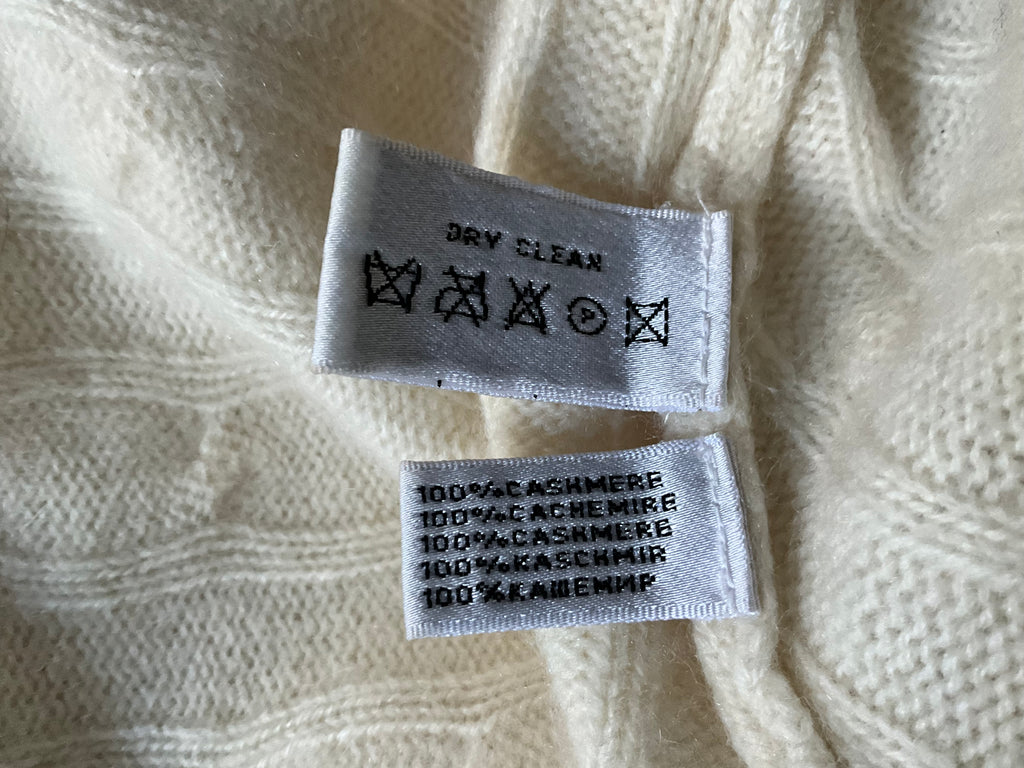 DRY CLEAN
P
100%CASHMERE
100%CACHEMIRE
100%CASHMERE
100%KASCHMIR
100%КАШЕМИР